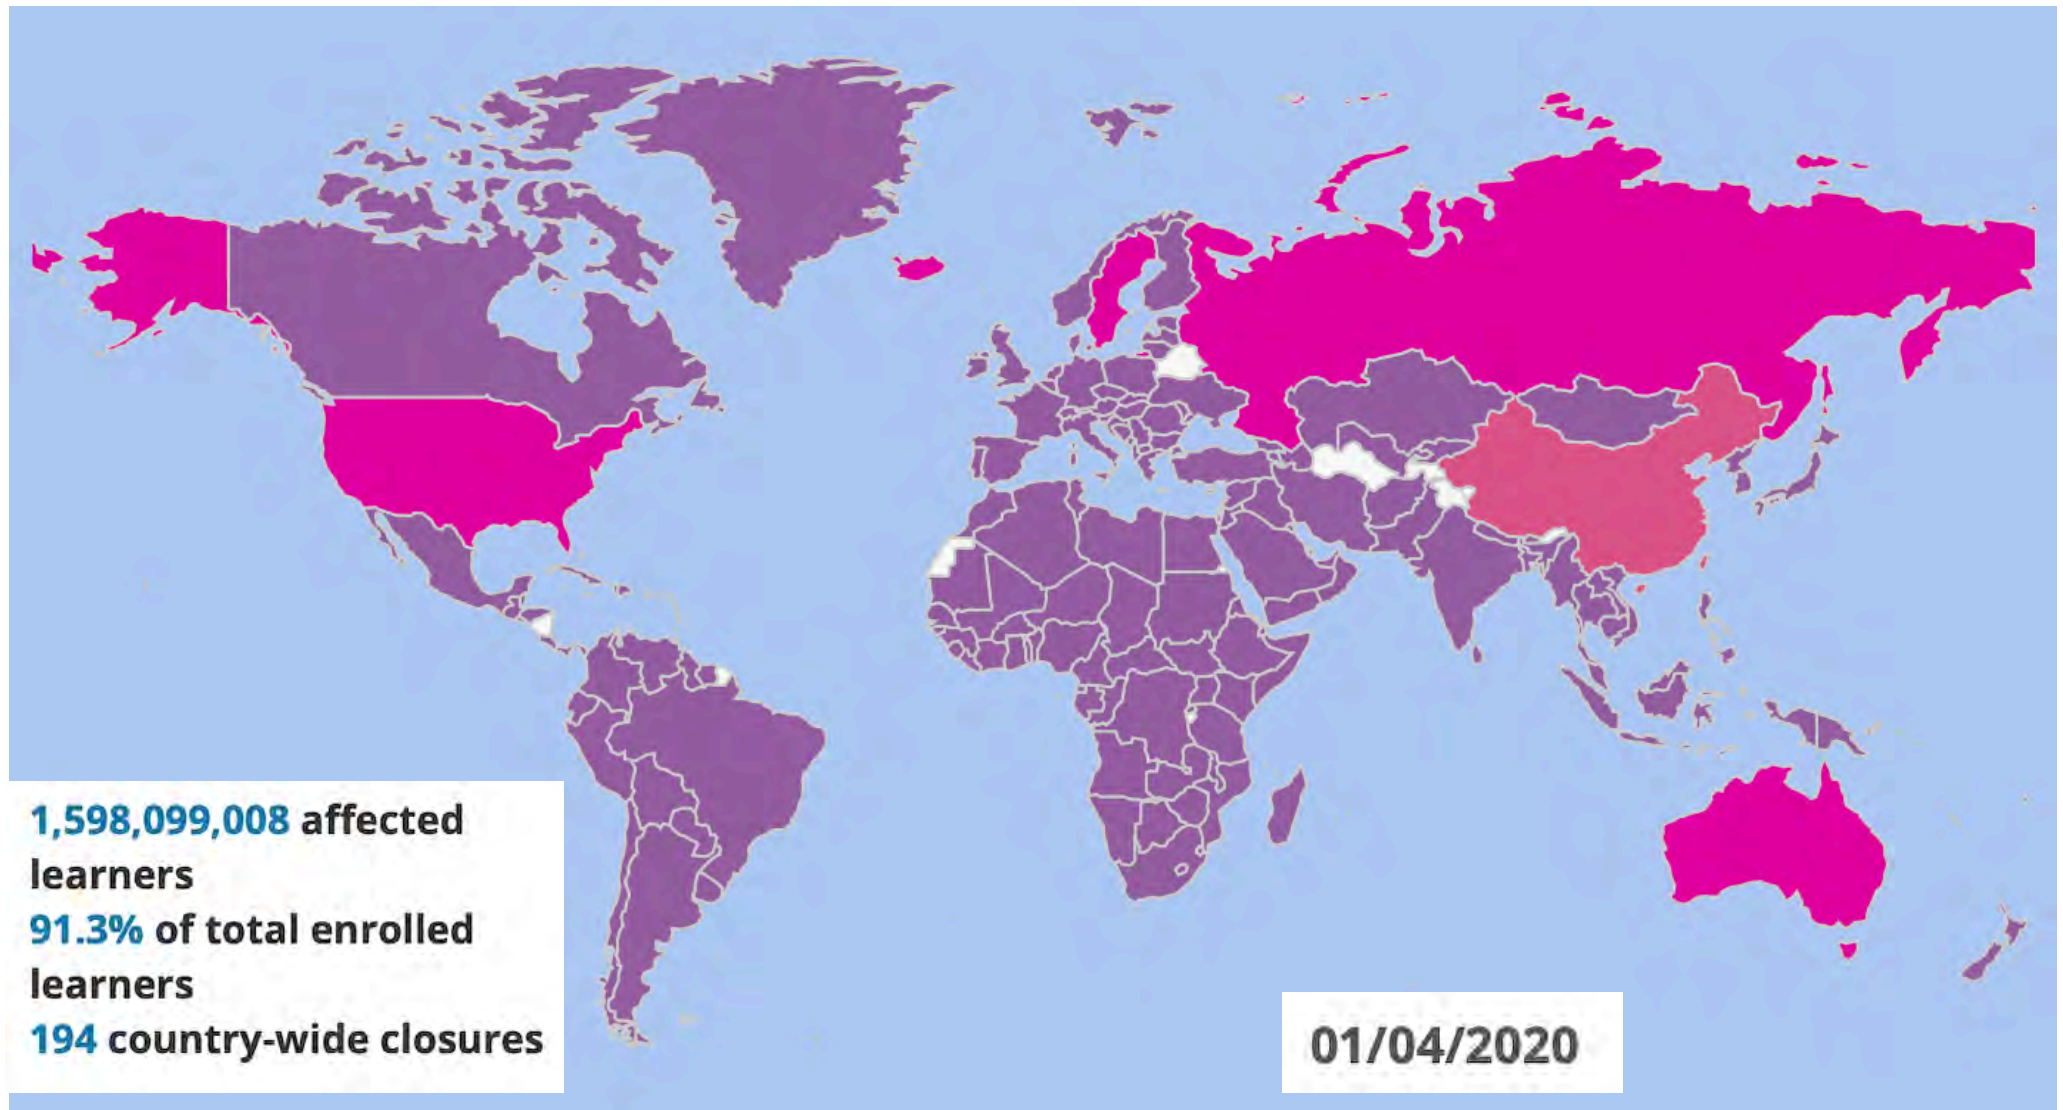 1,598,099,008 affected
learners
91.3% of total enrolled
learners
194 country-wide closures
01/04/2020